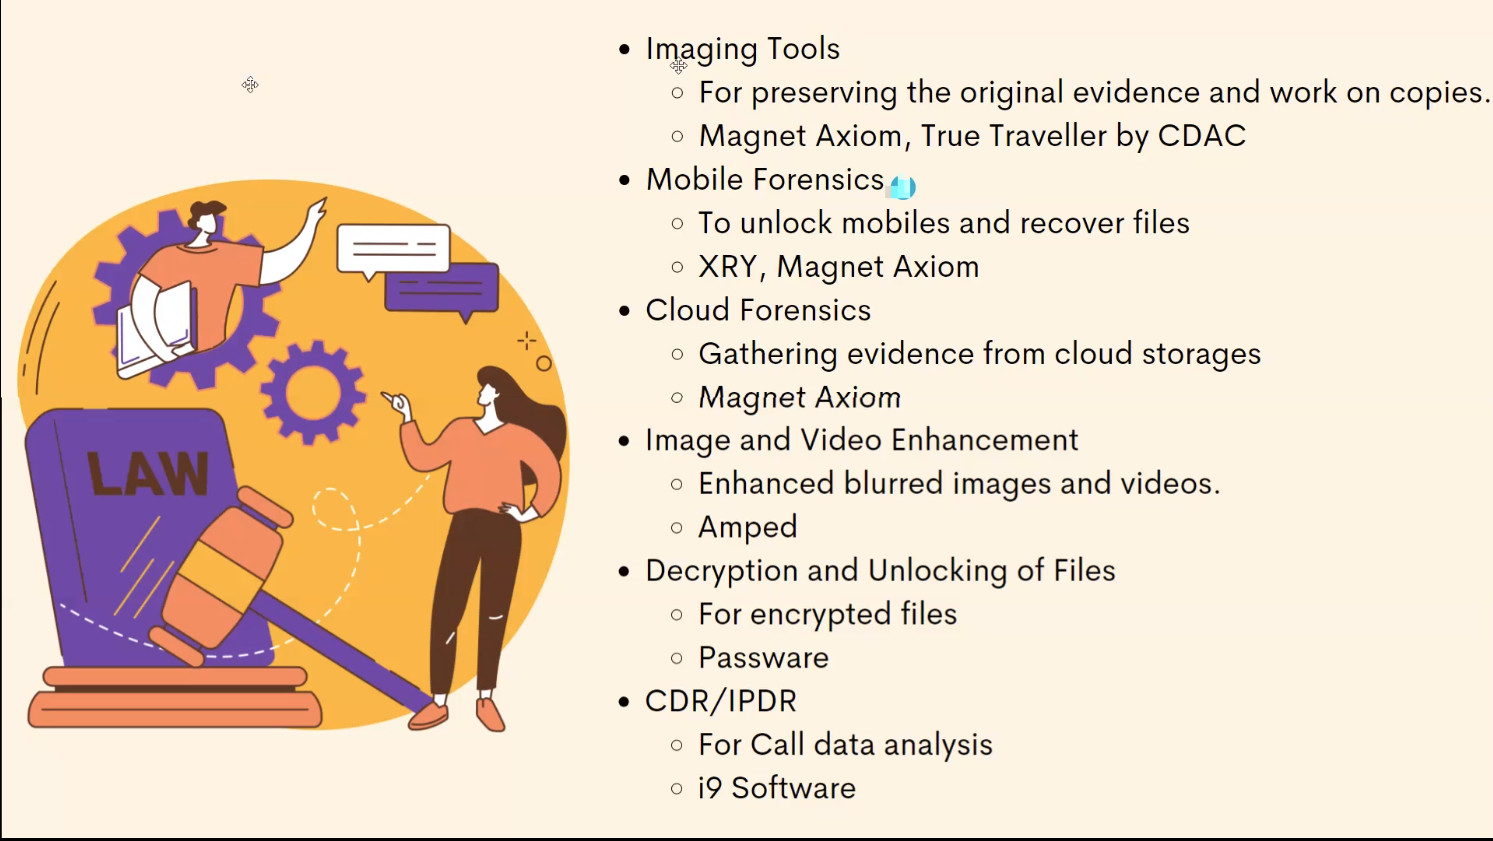 LAW
• Imaging Tools
○ For preserving the original evidence and work on copies.
○ Magnet Axiom, True Traveller by CDAC
• Mobile Forensics
○ To unlock mobiles and recover files
○ XRY, Magnet Axiom
• Cloud Forensics
○ Gathering evidence from cloud storages
○ Magnet Axiom
• Image and Video Enhancement
○ Enhanced blurred images and videos.
○ Amped
• Decryption and Unlocking of Files
○ For encrypted files
○ Passware
• CDR/IPDR
○ For Call data analysis
○ i9 Software